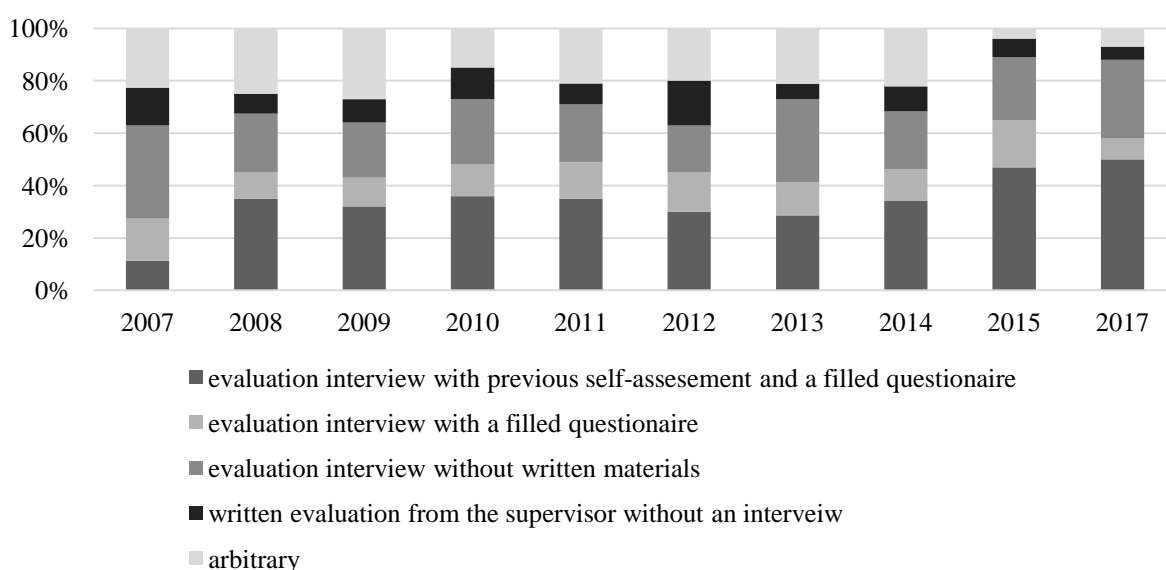 100%
80%
60%
40%
20%
0%
2007 2008 2009 2010 2011 2012 2013 2014 2015 2017
evaluation interview with previous self-assesement and a filled questionaire
evaluation interview with a filled questionaire
evaluation interview without written materials
written evaluation from the supervisor without an interveiw
arbitrary